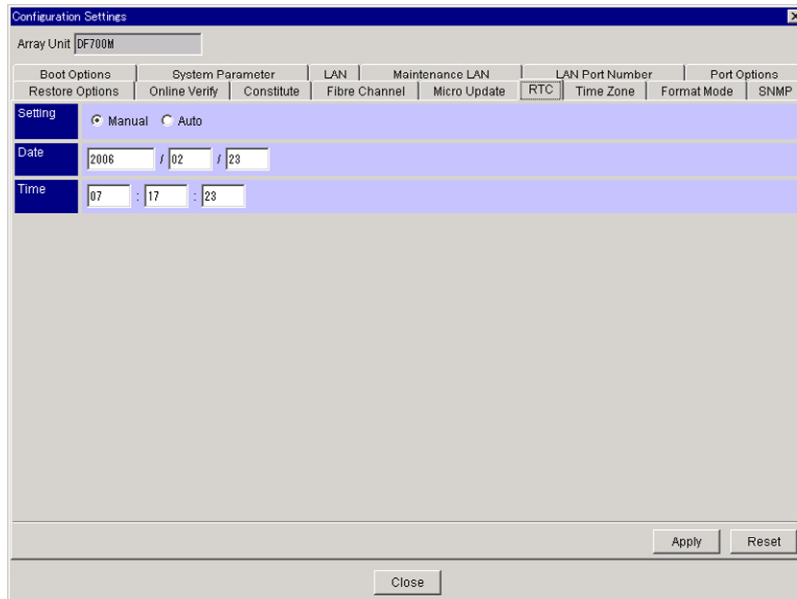 Configuration Settings
Array Unit DF700M
Boot Options System Parameter LAN Maintenance LAN LAN Port Number Port Options
Restore Options Online Verify Constitute Fibre Channel Micro Update RTC Time Zone Format Mode SNMP
Setting Manual Auto
Date 2006 / 02 / 23
Time 07 : 17 : 23
Apply Reset
Close